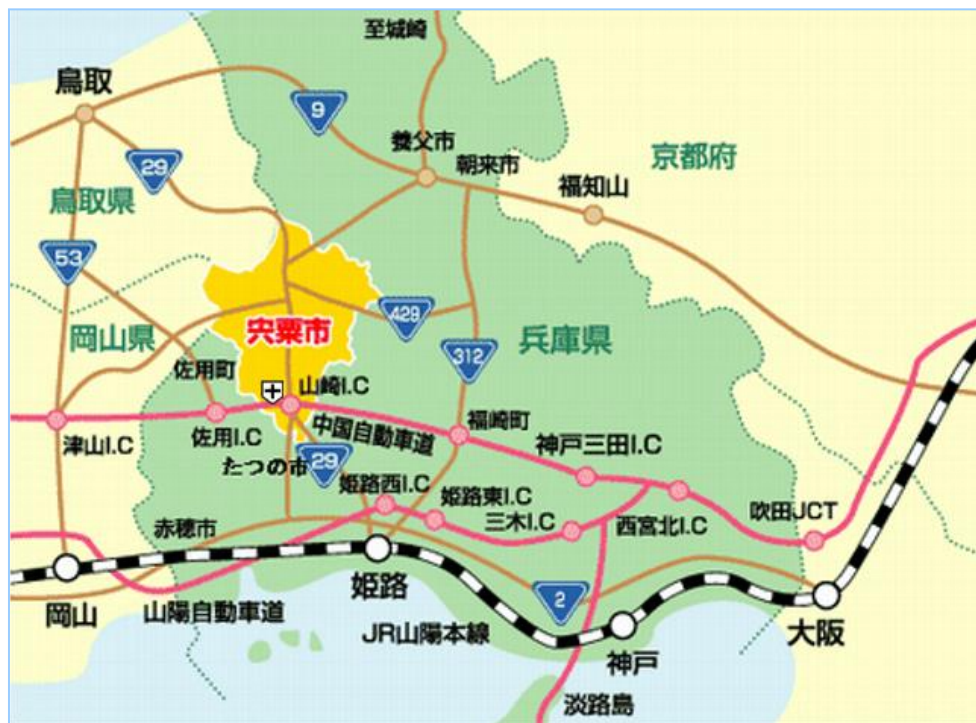 至城崎
鳥取
9
養父市
朝来市
京都府
29
福知山
鳥取県
53
429
岡山県
宍粟市
兵庫県
312
佐用町
山崎I.C
津山I.C
佐用I.C
中国自動車道
福崎町
神戸三田I.C
たつの市
29
姫路西I.C
姫路東I.C
三木I.C
西宮北I.C
吹田JCT
赤穂市
岡山
山陽自動車道
姫路
2
JR山陽本線
神戸
大阪
淡路島